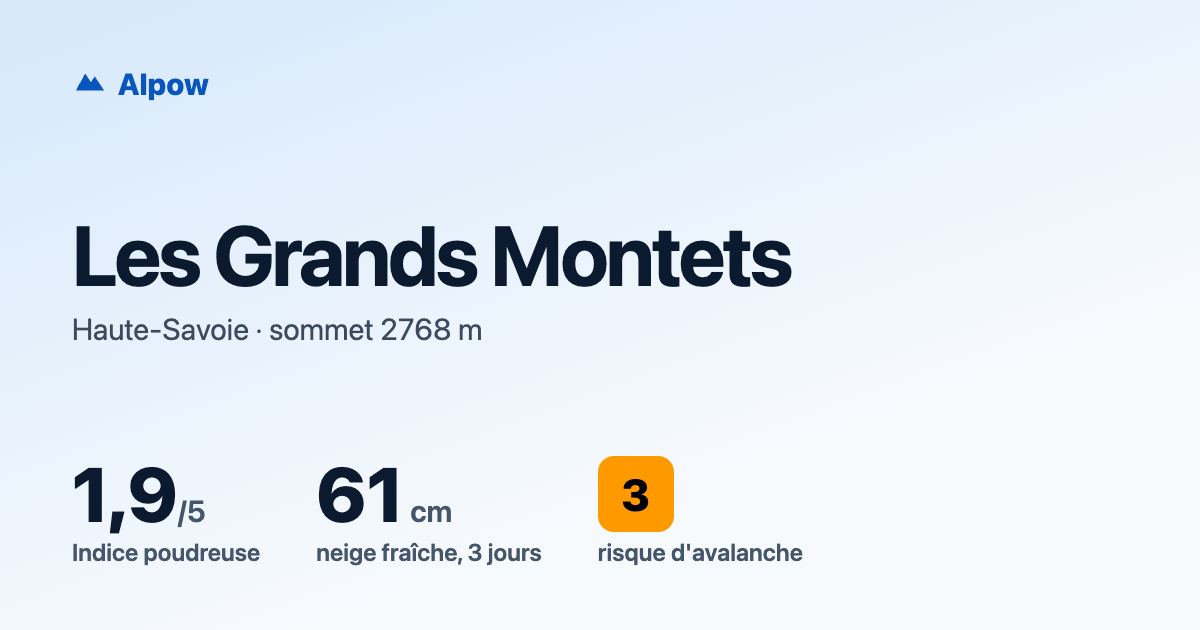 Alpow
Les Grands Montets
Haute-Savoie · sommet 2768 m
1,9/5
Indice poudreuse
61 cm
neige fraîche, 3 jours
3
risque d'avalanche